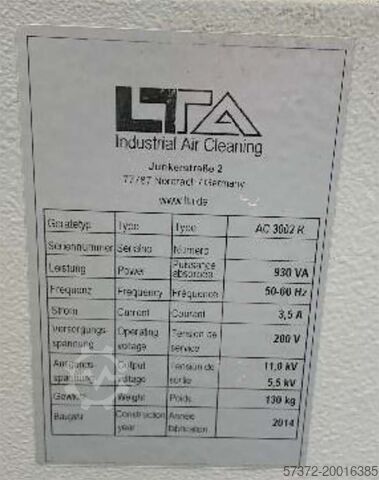 LTA
Industrial Air Cleaning
Junkerstraße 2
77787 Nordrach / Germany
www.lta.de
Gerätetyp Type Type AC 3002 K
Seriennummer Serialno Numero
Leistung Power Puissance absorbée 930 VA
Frequenz Frequency Fréquence 50-60 Hz
Strom Current Courant 3,5 A
Versorgungs- Operating Tension de
spannung voltage service 200 V
Ausgangs- Output Tension de 11,0 kV
spannung voltage sortie 5,5 kV
Gewicht Weight Poids 130 kg
Baujahr Construction year Année fabrication 2014
57372-20016385